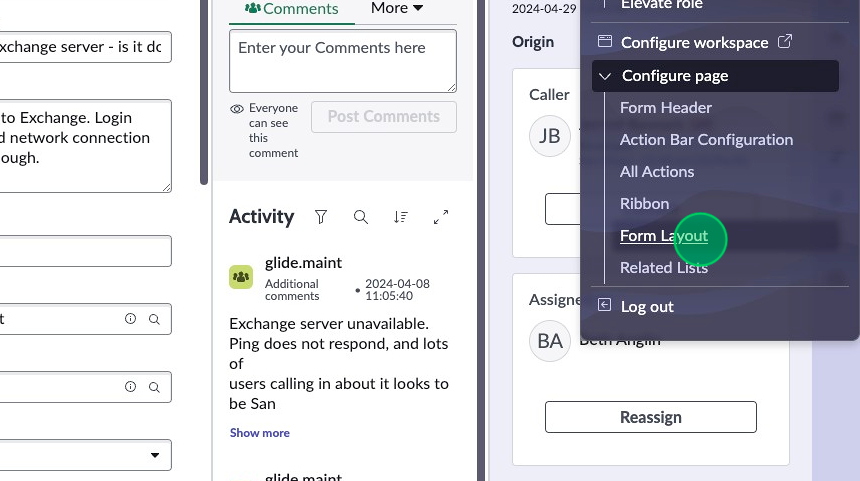 xchange server - is it dc
to Exchange. Login
d network connection
ough.
t
Comments
More
Enter your Comments here
Everyone
can see
this
comment
Post Comments
Activity
glide.maint
Additional
comments
• 2024-04-08
11:05:40
Exchange server unavailable.
Ping does not respond, and lots
of
users calling in about it looks to
be San
Show more
glide.maint
2024-04-29
Origin
Caller
JB
Assigne
BA
Beth Anglin
Reassign
Elevate role
Configure workspace
Configure page
Form Header
Action Bar Configuration
All Actions
Ribbon
Form Layout
Related Lists
Log out